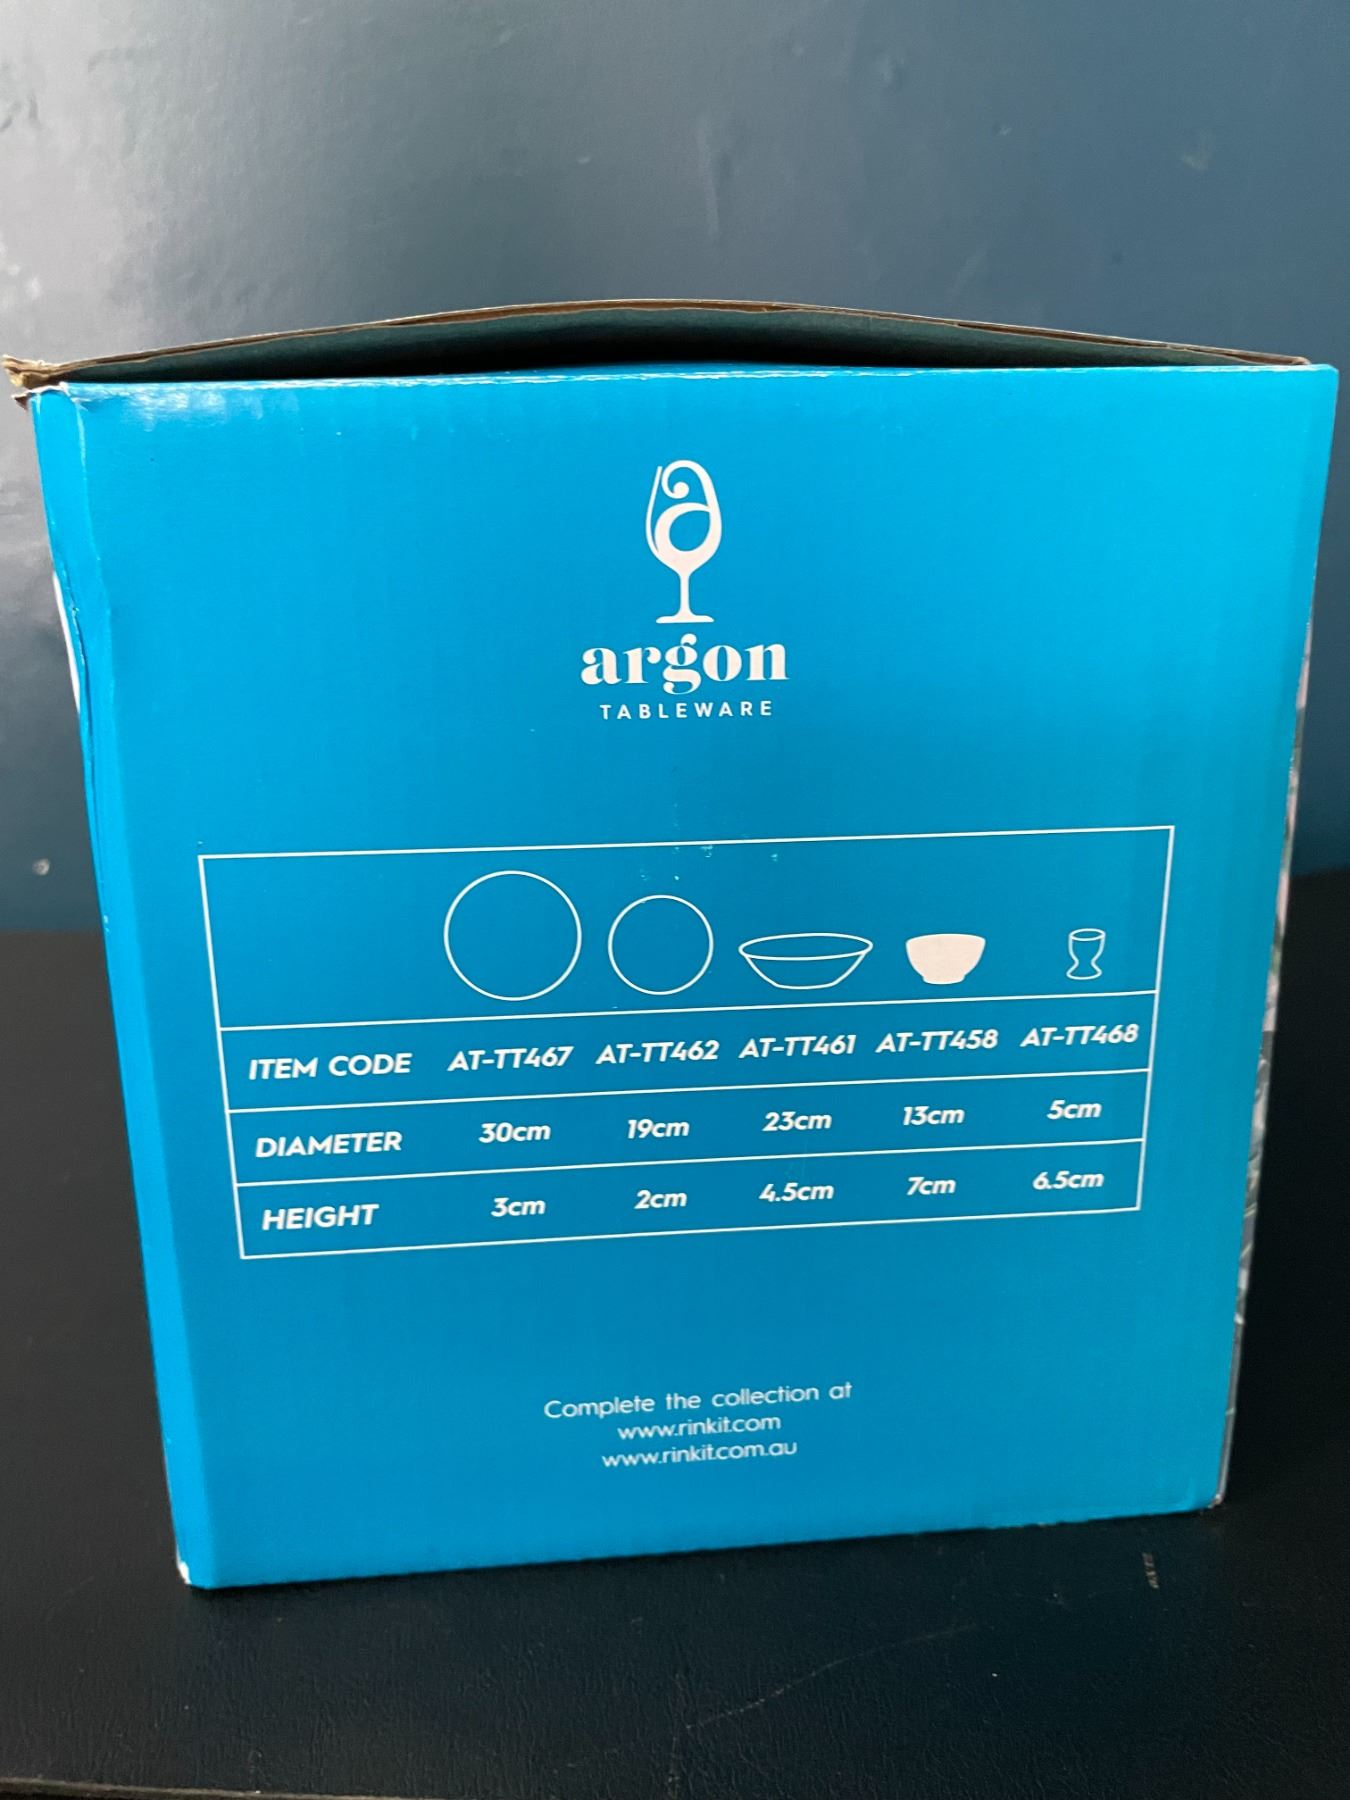 argon
TABLEWARE
ITEM CODE AT-TT467 AT-TT462 AT-TT461 AT-TT458 AT-TT468
DIAMETER 30cm 19cm 23cm 13cm 5cm
HEIGHT 3cm 2cm 4.5cm 7cm 6.5cm
Complete the collection at
www.rinkit.com
www.rinkit.com.au